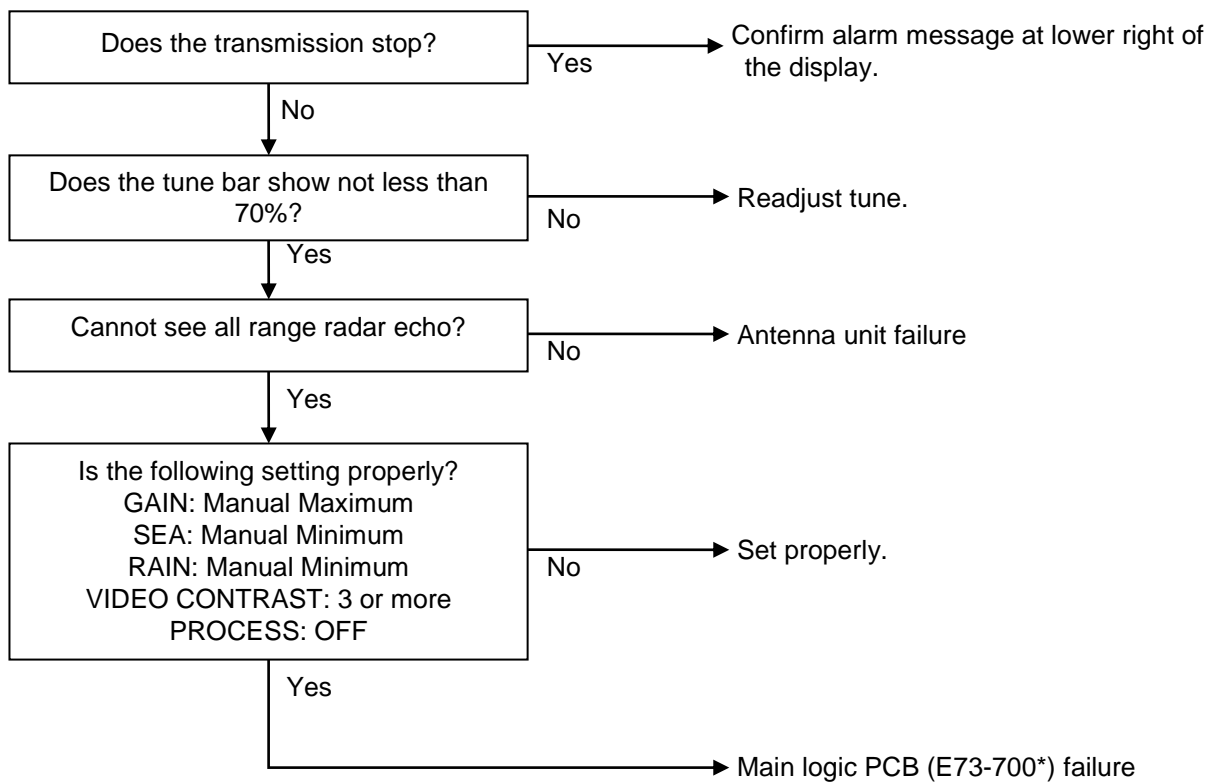 Does the transmission stop?
Yes
Confirm alarm message at lower right of
the display.
No
Does the tune bar show not less than
70%?
No
Readjust tune.
Yes
Cannot see all range radar echo?
No
Antenna unit failure
Yes
Is the following setting properly?
GAIN: Manual Maximum
SEA: Manual Minimum
RAIN: Manual Minimum
VIDEO CONTRAST: 3 or more
PROCESS: OFF
No
Set properly.
Yes
Main logic PCB (E73-700*) failure